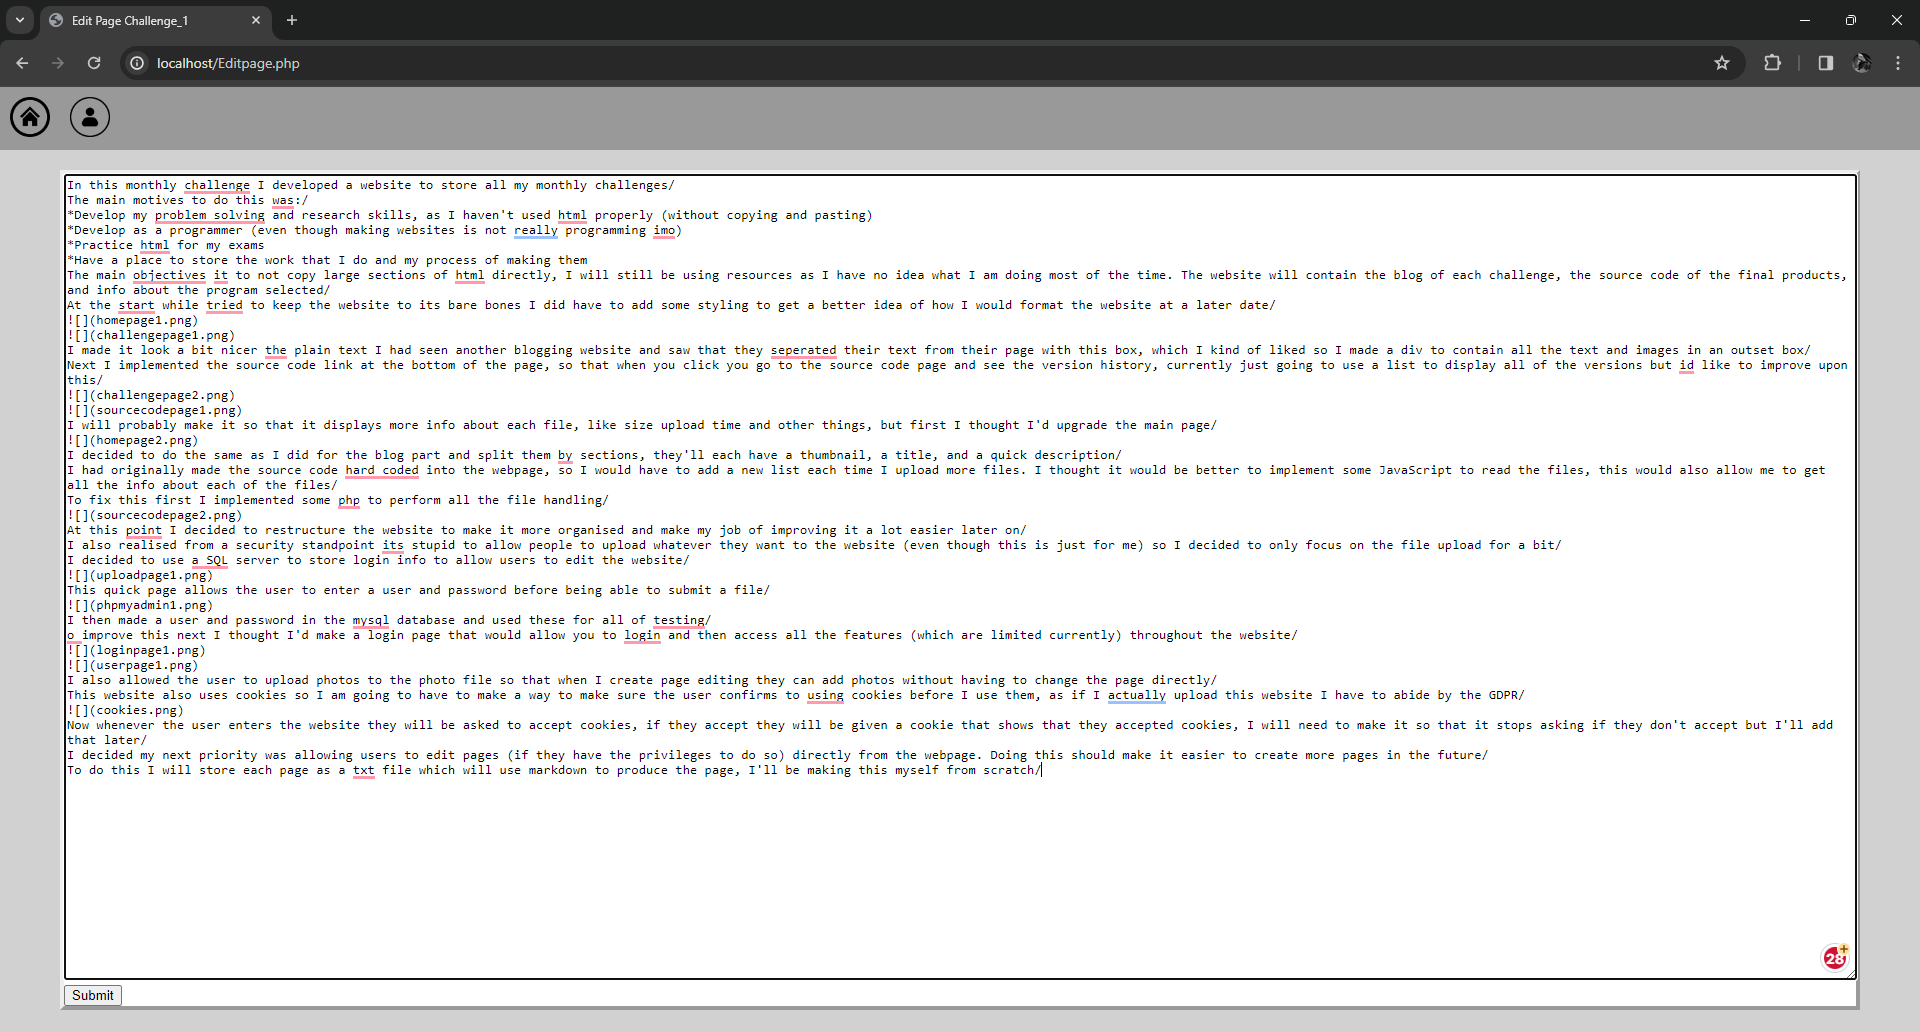 Edit Page Challenge_1
localhost/Editpage.php
In this monthly challenge I developed a website to store all my monthly challenges/
The main motives to do this was:/
*Develop my problem solving and research skills, as I haven't used html properly (without copying and pasting)
*Develop as a programmer (even though making websites is not really programming imo)
*Practice html for my exams
*Have a place to store the work that I do and my process of making them
The main objectives it to not copy large sections of html directly, I will still be using resources as I have no idea what I am doing most of the time. The website will contain the blog of each challenge, the source code of the final products,
and info about the program selected/
At the start while tried to keep the website to its bare bones I did have to add some styling to get a better idea of how I would format the website at a later date/
![](homepage1.png)
![](challengepage1.png)
I made it look a bit nicer the plain text I had seen another blogging website and saw that they seperated their text from their page with this box, which I kind of liked so I made a div to contain all the text and images in an outset box/
Next I implemented the source code link at the bottom of the page, so that when you click you go to the source code page and see the version history, currently just going to use a list to display all of the versions but id like to improve upon
this/
![](challengepage2.png)
![](sourcecodepage1.png)
I will probably make it so that it displays more info about each file, like size upload time and other things, but first I thought I'd upgrade the main page/
![](homepage2.png)
I decided to do the same as I did for the blog part and split them by sections, they'll each have a thumbnail, a title, and a quick description/
I had originally made the source code hard coded into the webpage, so I would have to add a new list each time I upload more files. I thought it would be better to implement some JavaScript to read the files, this would also allow me to get
all the info about each of the files/
To fix this first I implemented some php to perform all the file handling/
![](sourcecodepage2.png)
At this point I decided to restructure the website to make it more organised and make my job of improving it a lot easier later on/
I also realised from a security standpoint its stupid to allow people to upload whatever they want to the website (even though this is just for me) so I decided to only focus on the file upload for a bit/
I decided to use a SQL server to store login info to allow users to edit the website/
![](uploadpage1.png)
This quick page allows the user to enter a user and password before being able to submit a file/
![](phpmyadmin1.png)
I then made a user and password in the mysql database and used these for all of testing/
o improve this next I thought I'd make a login page that would allow you to login and then access all the features (which are limited currently) throughout the website/
![](loginpage1.png)
![](userpage1.png)
I also allowed the user to upload photos to the photo file so that when I create page editing they can add photos without having to change the page directly/
This website also uses cookies so I am going to have to make a way to make sure the user confirms to using cookies before I use them, as if I actually upload this website I have to abide by the GDPR/
![](cookies.png)
Now whenever the user enters the website they will be asked to accept cookies, if they accept they will be given a cookie that shows that they accepted cookies, I will need to make it so that it stops asking if they don't accept but I'll add
that later/
I decided my next priority was allowing users to edit pages (if they have the privileges to do so) directly from the webpage. Doing this should make it easier to create more pages in the future/
To do this I will store each page as a txt file which will use markdown to produce the page, I'll be making this myself from scratch/
28
Submit